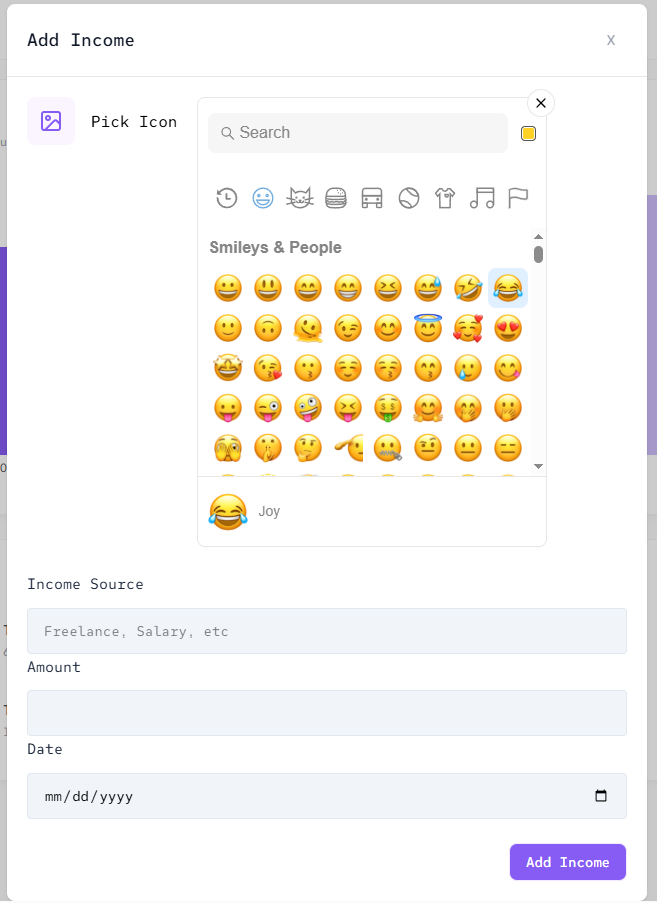 Add Income
X
Pick Icon
Search
Smileys & People
Joy
Income Source
Freelance, Salary, etc
Amount
Date
mm/dd/yyyy
Add Income